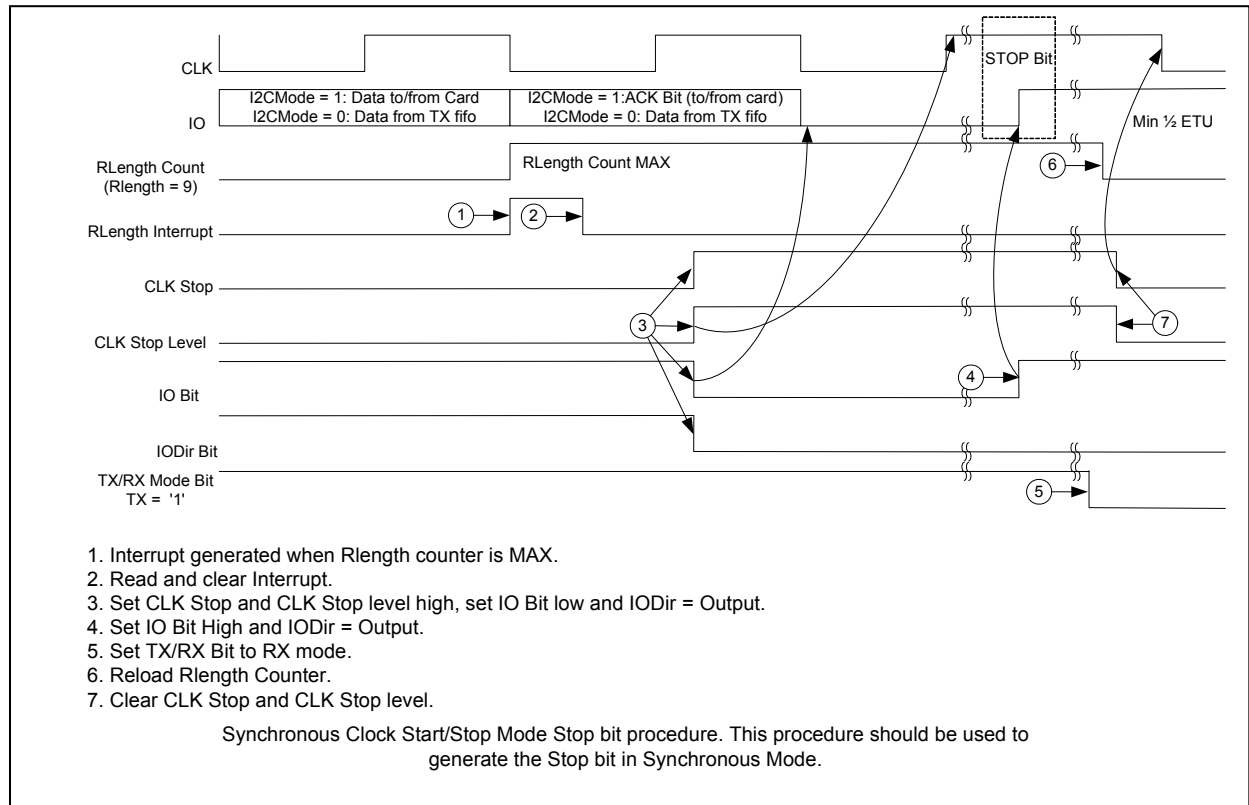 CLK
STOP Bit
I2CMode = 1: Data to/from Card
I2CMode = 0: Data from TX fifo
I2CMode = 1:ACK Bit (to/from card)
I2CMode = 0: Data from TX fifo
IO
Min ½ ETU
RLength Count
(Rlength = 9)
RLength Count MAX
6
1
2
RLength Interrupt
CLK Stop
3
7
CLK Stop Level
4
IO Bit
IODir Bit
TX/RX Mode Bit
TX = '1'
5
1. Interrupt generated when Rlength counter is MAX.
2. Read and clear Interrupt.
3. Set CLK Stop and CLK Stop level high, set IO Bit low and IODir = Output.
4. Set IO Bit High and IODir = Output.
5. Set TX/RX Bit to RX mode.
6. Reload Rlength Counter.
7. Clear CLK Stop and CLK Stop level.
Synchronous Clock Start/Stop Mode Stop bit procedure. This procedure should be used to
generate the Stop bit in Synchronous Mode.